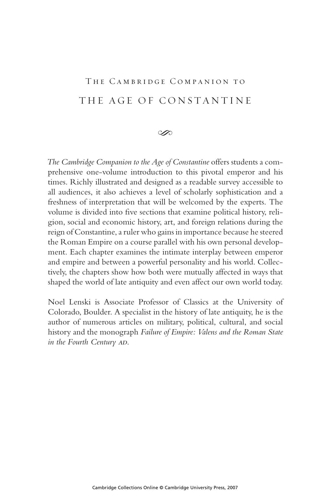 The Cambridge Companion to
THE AGE OF CONSTANTINE
The Cambridge Companion to the Age of Constantine offers students a com-
prehensive one-volume introduction to this pivotal emperor and his
times. Richly illustrated and designed as a readable survey accessible to
all audiences, it also achieves a level of scholarly sophistication and a
freshness of interpretation that will be welcomed by the experts. The
volume is divided into five sections that examine political history, reli-
gion, social and economic history, art, and foreign relations during the
reign of Constantine, a ruler who gains in importance because he steered
the Roman Empire on a course parallel with his own personal develop-
ment. Each chapter examines the intimate interplay between emperor
and empire and between a powerful personality and his world. Collec-
tively, the chapters show how both were mutually affected in ways that
shaped the world of late antiquity and even affect our own world today.
Noel Lenski is Associate Professor of Classics at the University of
Colorado, Boulder. A specialist in the history of late antiquity, he is the
author of numerous articles on military, political, cultural, and social
history and the monograph Failure of Empire: Valens and the Roman State
in the Fourth Century AD.
Cambridge Collections Online © Cambridge University Press, 2007